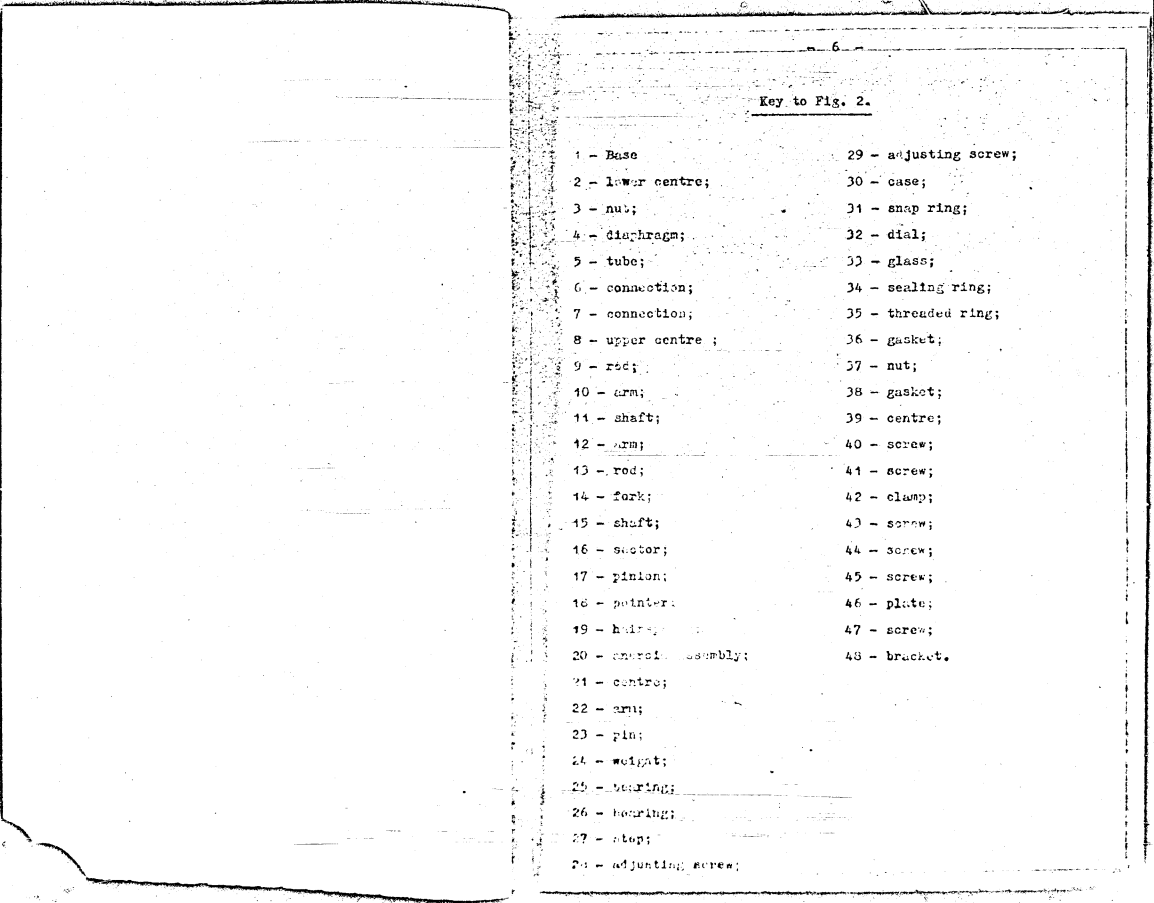 - 6 -
Key to Fig. 2.
1 - Base
2 - lower centre;
3 - nut;
4 - diaphragm;
5 - tube;
6 - connection;
7 - connection;
8 - upper centre ;
9 - rod;
10 - arm;
11 - shaft;
12 - arm;
13 - rod;
14 - fork;
15 - shaft;
16 - sector;
17 - pinion;
18 - pointer;
19 -
20 - aneroid assembly;
21 - centre;
22 - arm;
23 - pin;
24 - weight;
25 - bearing;
26 - bearing;
27 - stop;
28 - adjusting screw;
29 - adjusting screw;
30 - case;
31 - snap ring;
32 - dial;
33 - glass;
34 - sealing ring;
35 - threaded ring;
36 - gasket;
37 - nut;
38 - gasket;
39 - centre;
40 - screw;
41 - screw;
42 - clamp;
43 - screw;
44 - screw;
45 - screw;
46 - plate;
47 - screw;
48 - bracket.